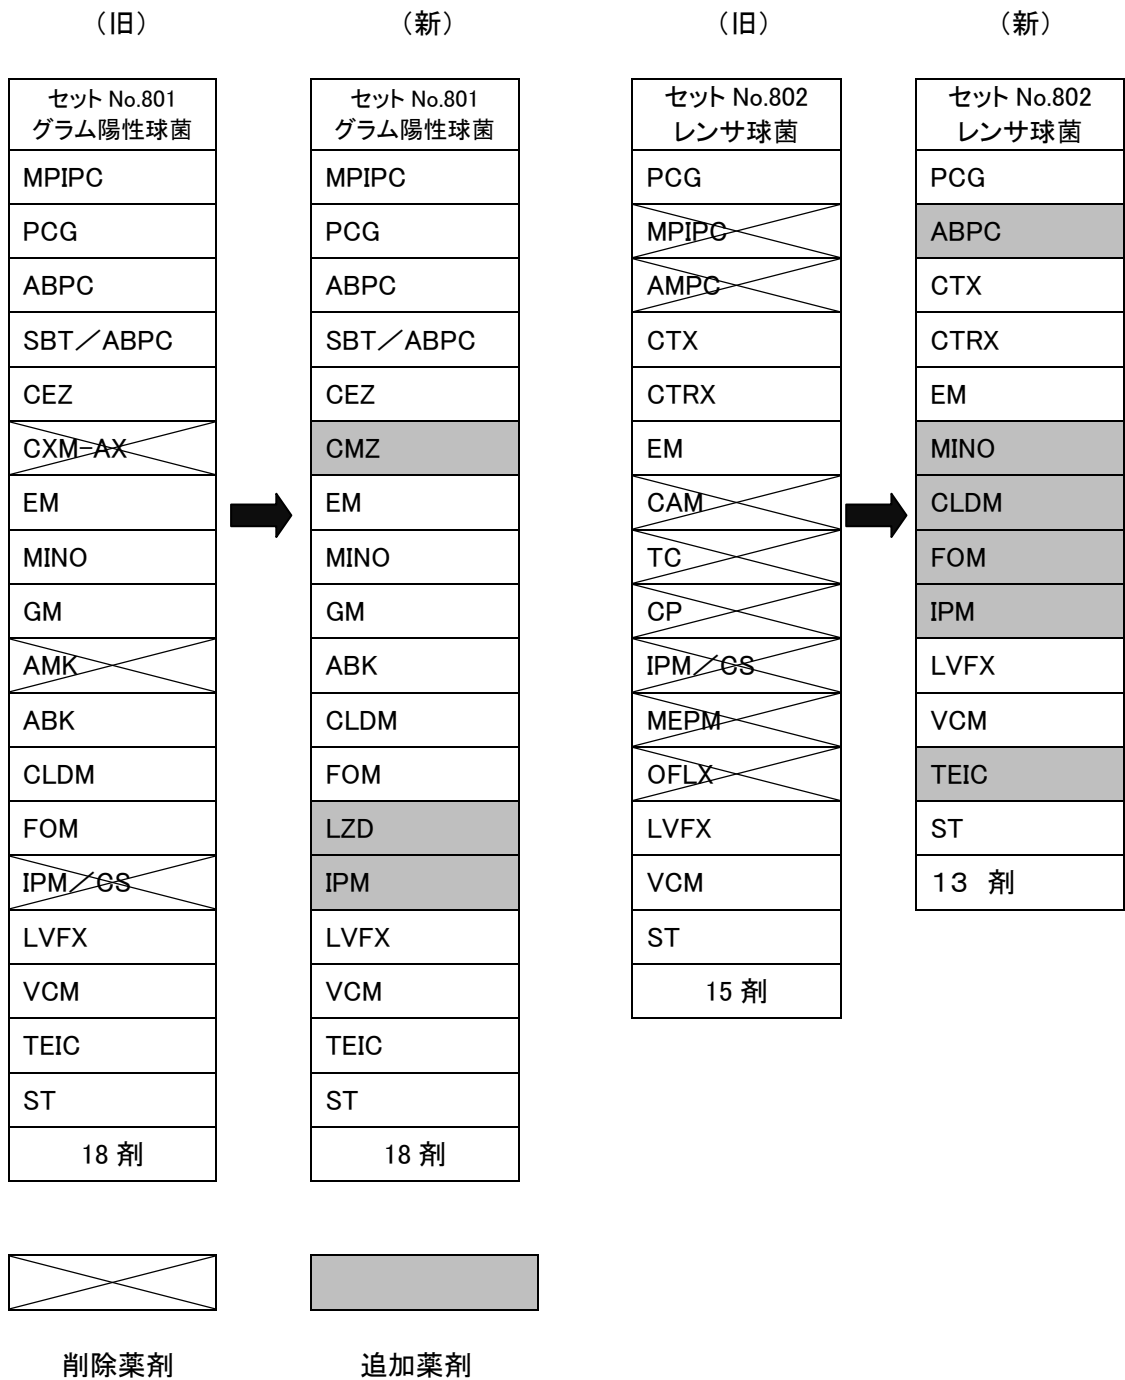 （旧）
セット No.801
グラム陽性球菌
MPIPC
PCG
ABPC
SBT／ABPC
CEZ
CXM-AX
EM
MINO
GM
AMK
ABK
CLDM
FOM
IPM／CS
LVFX
VCM
TEIC
ST
18 剤
（新）
セット No.801
グラム陽性球菌
MPIPC
PCG
ABPC
SBT／ABPC
CEZ
CMZ
EM
MINO
GM
ABK
CLDM
FOM
LZD
IPM
LVFX
VCM
TEIC
ST
18 剤
（旧）
セット No.802
レンサ球菌
PCG
MPIPC
AMPC
CTX
CTRX
EM
CAM
TC
CP
IPM／CS
MEPM
OFLX
LVFX
VCM
ST
15 剤
（新）
セット No.802
レンサ球菌
PCG
ABPC
CTX
CTRX
EM
MINO
CLDM
FOM
IPM
LVFX
VCM
TEIC
ST
１３ 剤
削除薬剤
追加薬剤